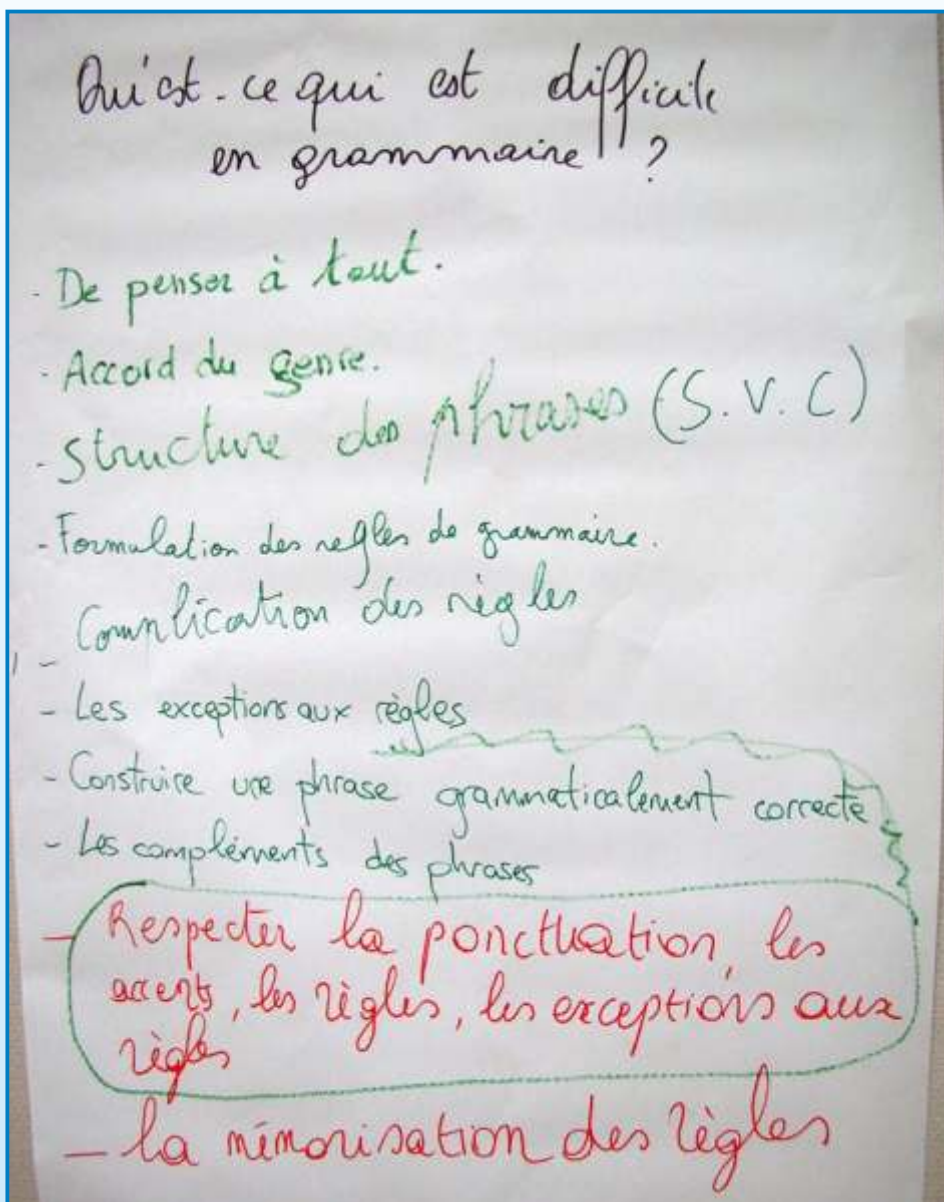 Qu'est-ce qui est difficile
en grammaire ?
- De penser à tout.
- Accord du genre.
- Structure des phrases (S.V.C)
- Formulation des regles de grammaire.
- Complication des règles
- Les exceptions aux règles
- Construire une phrase grammaticalement correcte
- Les compléments des phrases
- Respecter la ponctuation, les
accents, les règles, les exceptions aux
règles
- la mémorisation des règles